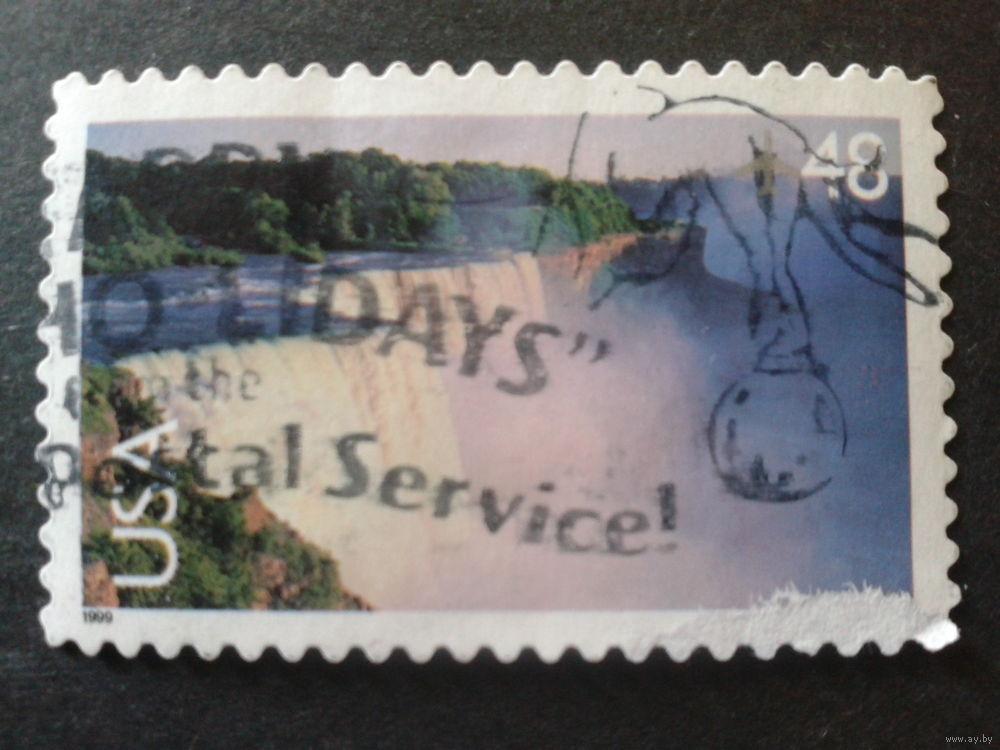 48
HOLIDAYS"
the
Postal Service!
USA
1999
www.ay.by